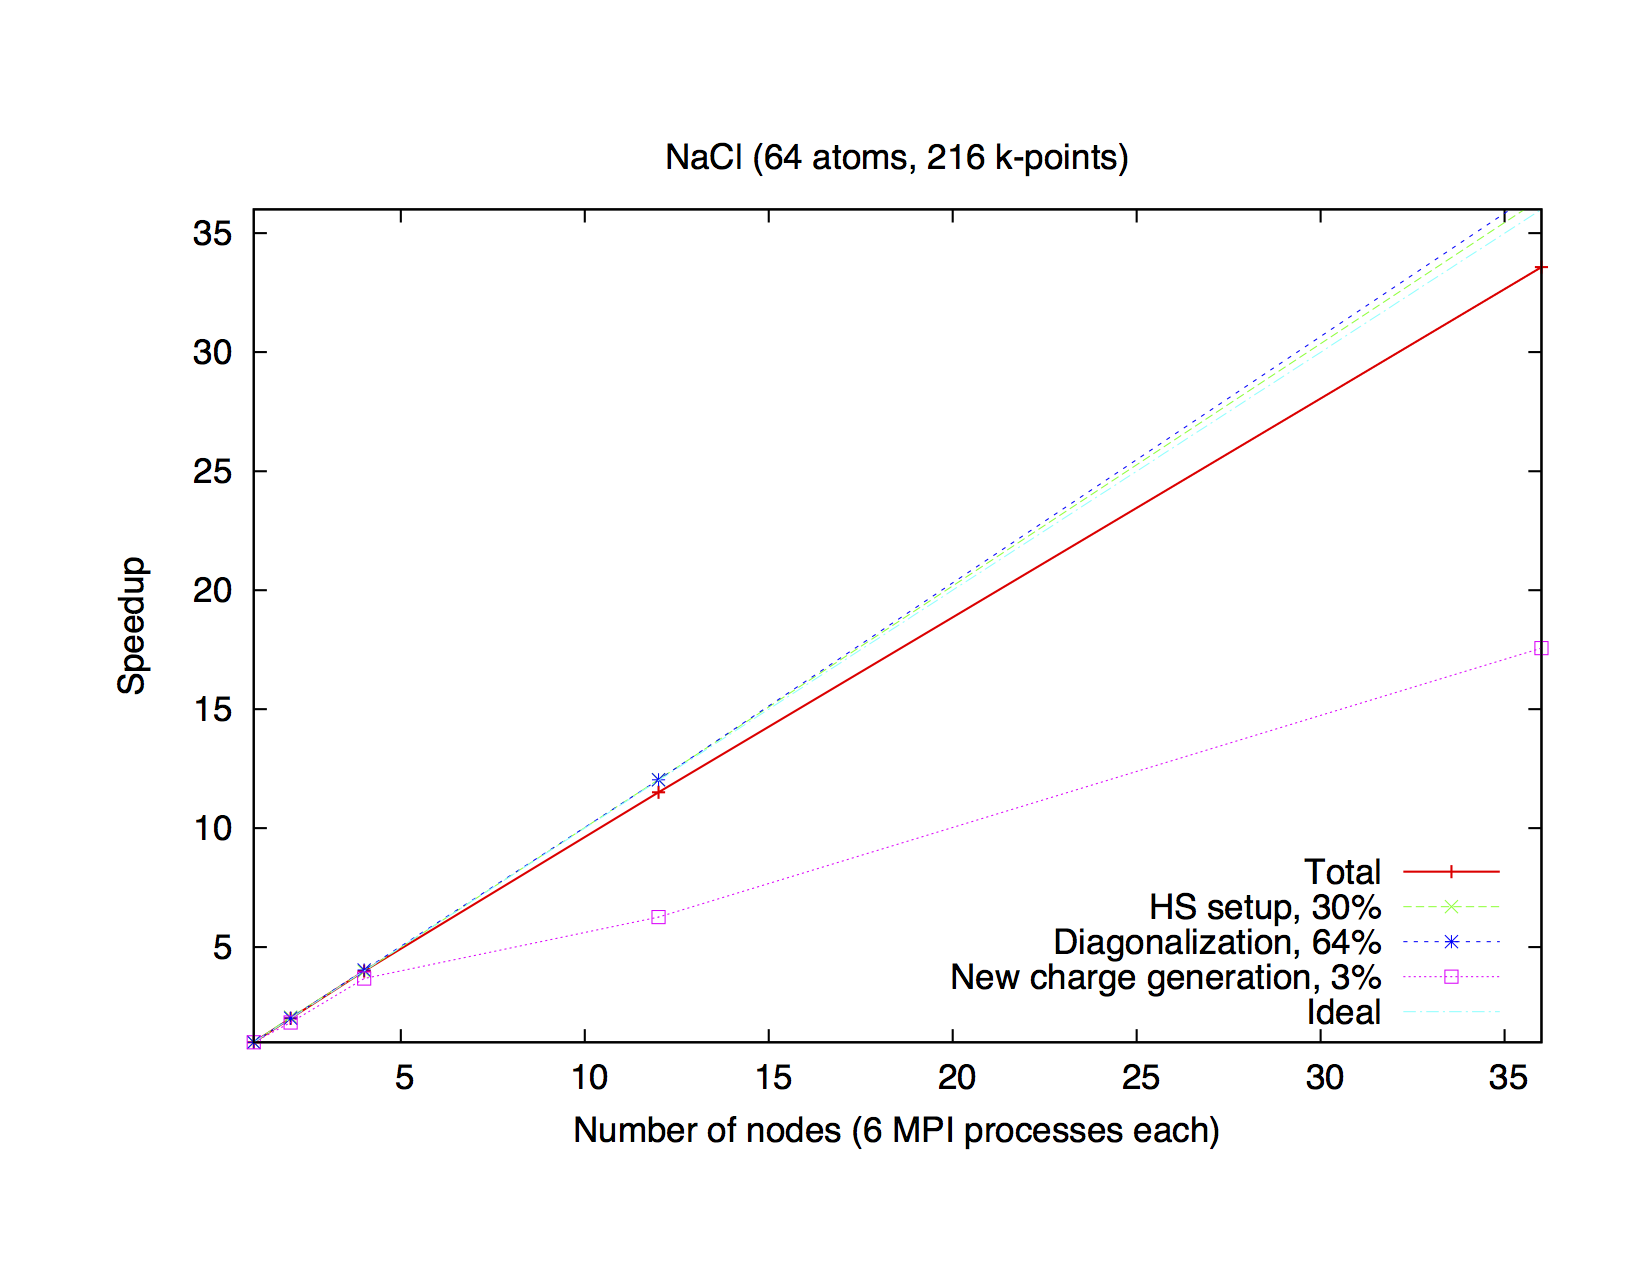 NaCl (64 atoms, 216 k-points)
35
30
25
20
15
10
5
Speedup
Total
HS setup, 30%
Diagonalization, 64%
New charge generation, 3%
Ideal
5 10 15 20 25 30 35
Number of nodes (6 MPI processes each)